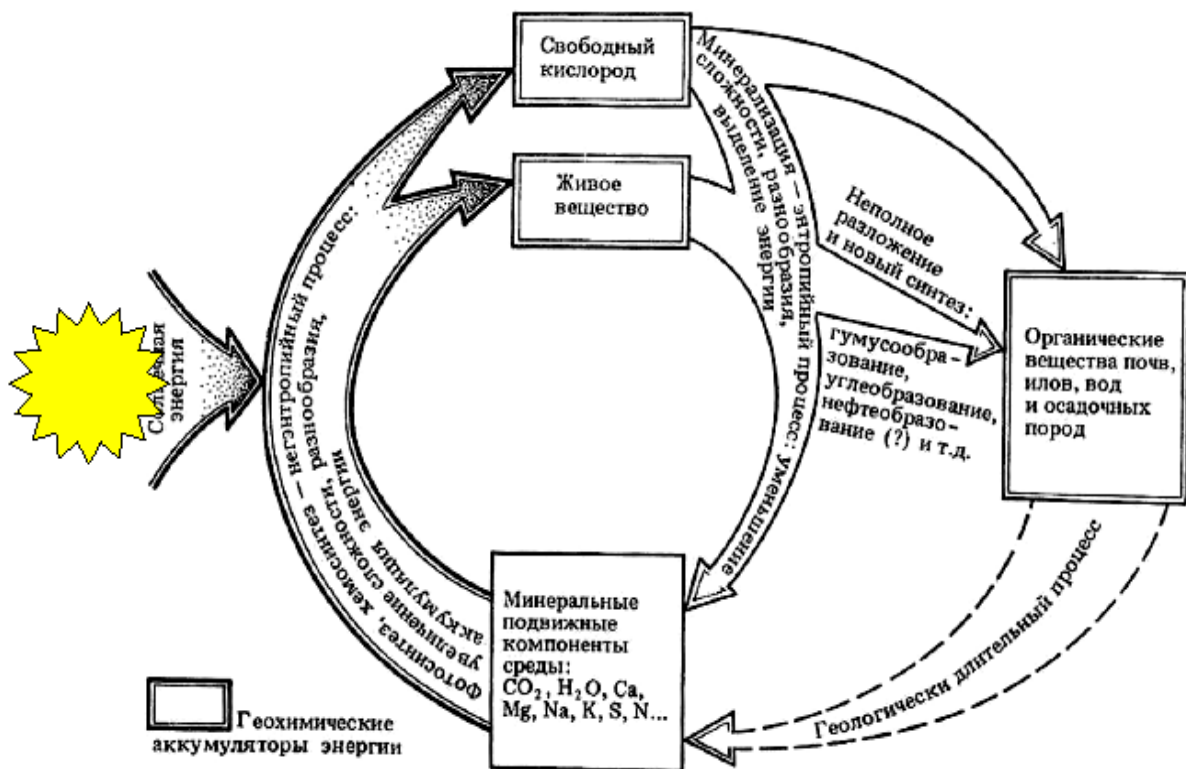 Свободный
кислород
Живое
вещество
Минерализация — энтропийный процесс: уменьшение
сложности, разнообразия,
выделение энергии
Неполное
разложение
и новый синтез:
гумусообра-
зование,
углеобразование,
нефтеобразо-
вание (?) и т.д.
Органические
вещества почв,
илов, вод
и осадочных
пород
энергия
Фотосинтез, хемосинтез — негэнтропийный процесс:
увеличение сложности, разнообразия,
аккумуляция энергии
Минеральные
подвижные
компоненты
среды:
CO₂, H₂O, Ca,
Mg, Na, K, S, N...
Геологически длительный процесс
Геохимические
аккумуляторы энергии